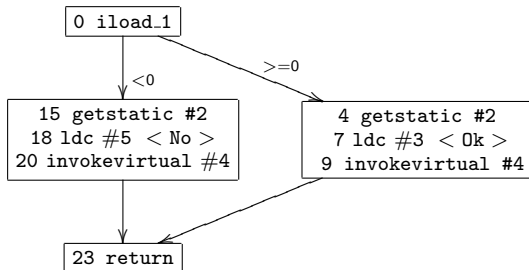 0 iload_1
<0
>=0
15 getstatic #2
18 ldc #5 < No >
20 invokevirtual #4
4 getstatic #2
7 ldc #3 < Ok >
9 invokevirtual #4
23 return